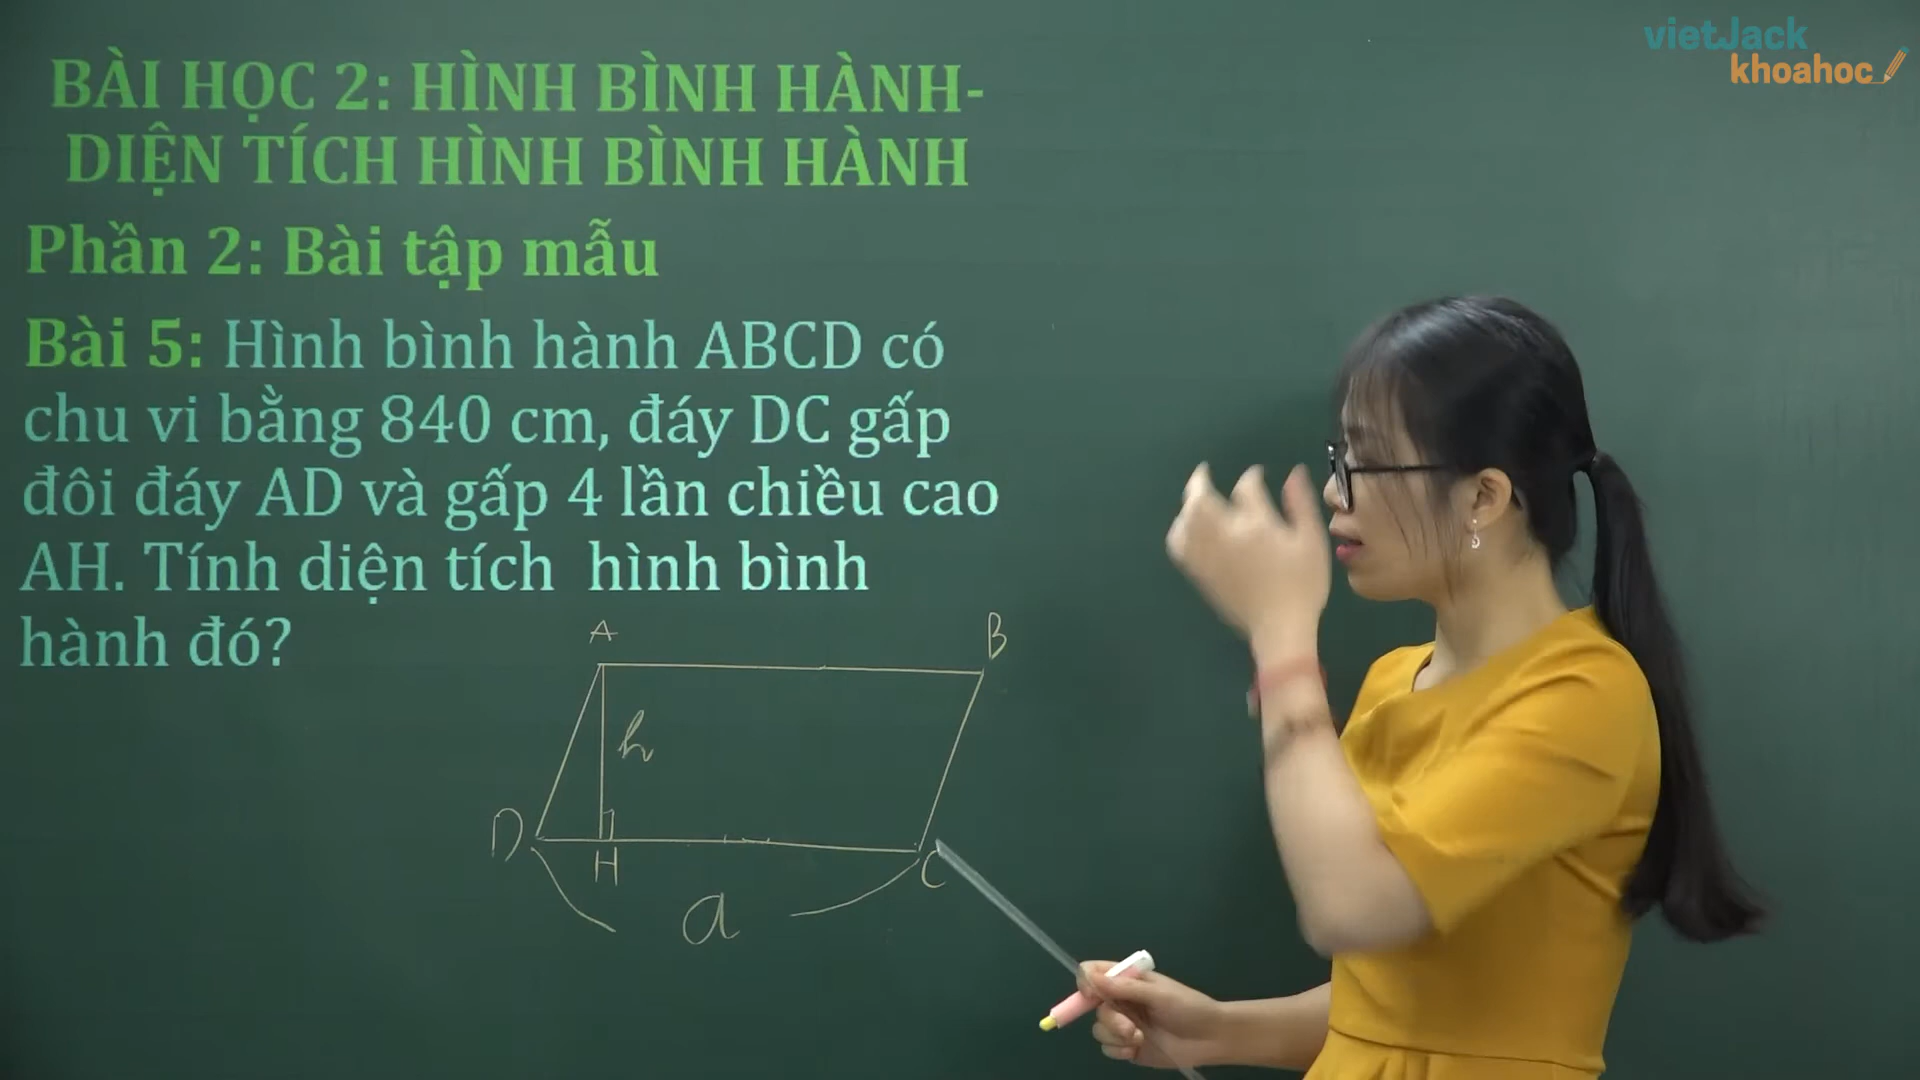 vietJack
khoahoc
BÀI HỌC 2: HÌNH BÌNH HÀNH-
DIỆN TÍCH HÌNH BÌNH HÀNH
Phần 2: Bài tập mẫu
Bài 5: Hình bình hành ABCD có
chu vi bằng 840 cm, đáy DC gấp
đôi đáy AD và gấp 4 lần chiều cao
AH. Tính diện tích hình bình
hành đó?
A
B
h
D
H
C
a